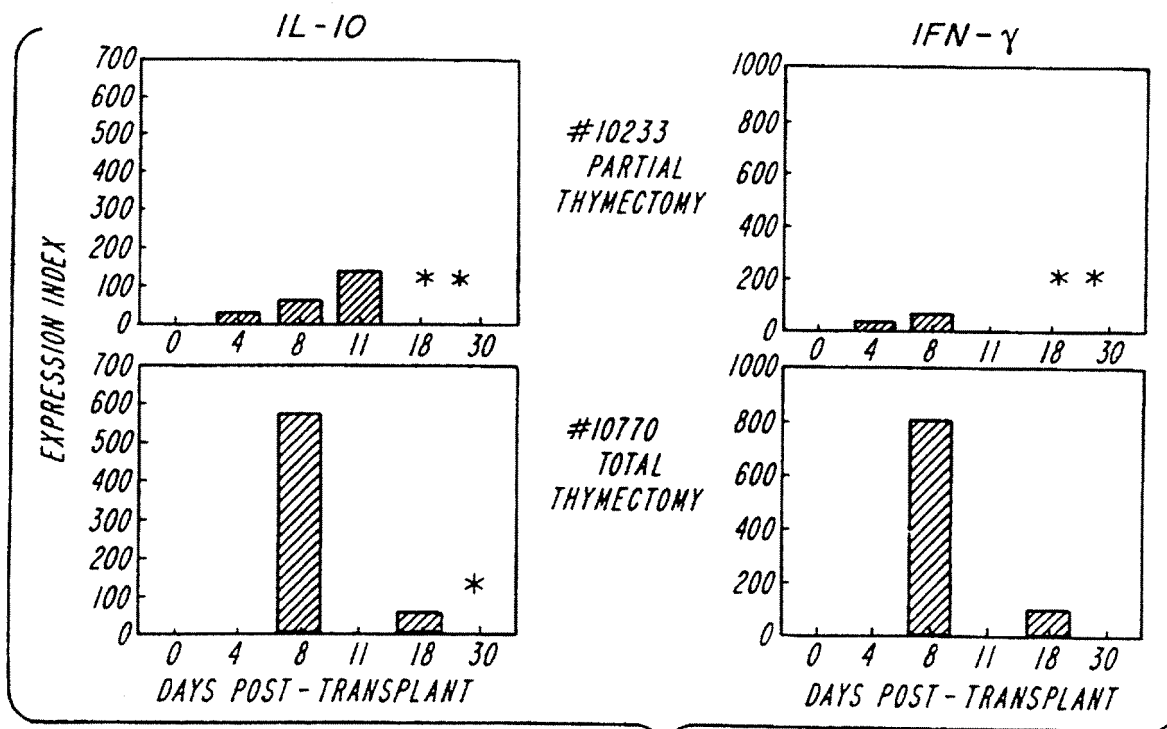 IL-10
IFN-γ
EXPRESSION INDEX
700
600
500
400
300
200
100
0
0 4 8 11 18 30
* *
#10233
PARTIAL
THYMECTOMY
1000
800
600
400
200
0
0 4 8 11 18 30
* *
700
600
500
400
300
200
100
0
0 4 8 11 18 30
*
DAYS POST-TRANSPLANT
#10770
TOTAL
THYMECTOMY
1000
800
600
400
200
0
0 4 8 11 18 30
DAYS POST-TRANSPLANT